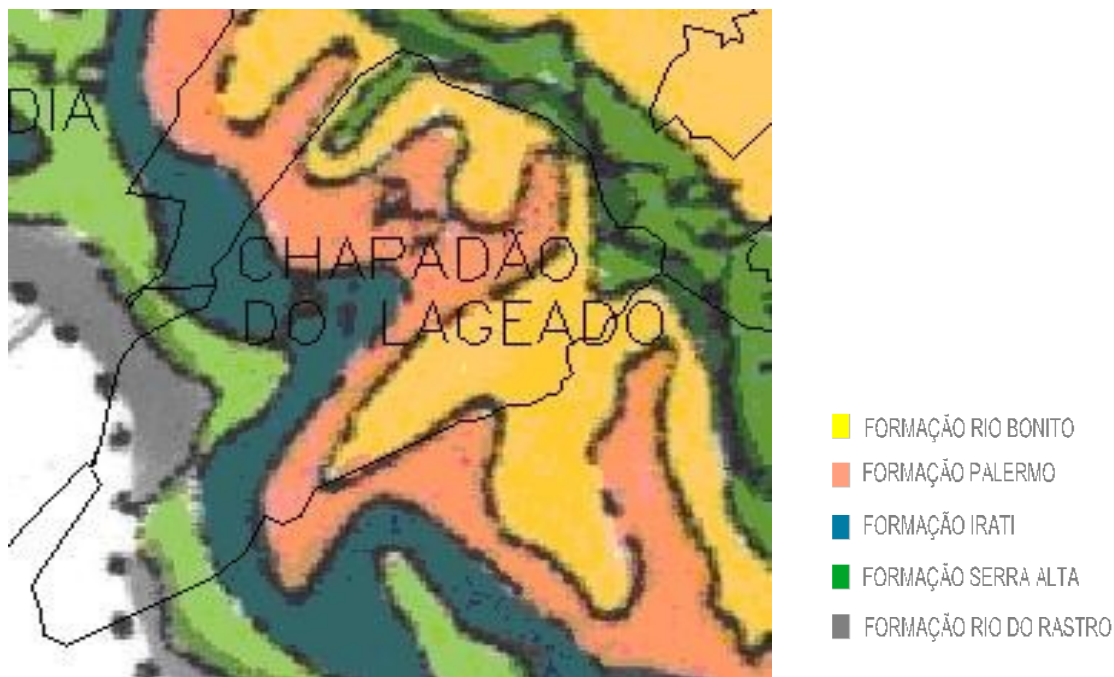 DIA
CHAPADÃO
DO LAGEADO
FORMAÇÃO RIO BONITO
FORMAÇÃO PALERMO
FORMAÇÃO IRATI
FORMAÇÃO SERRA ALTA
FORMAÇÃO RIO DO RASTRO